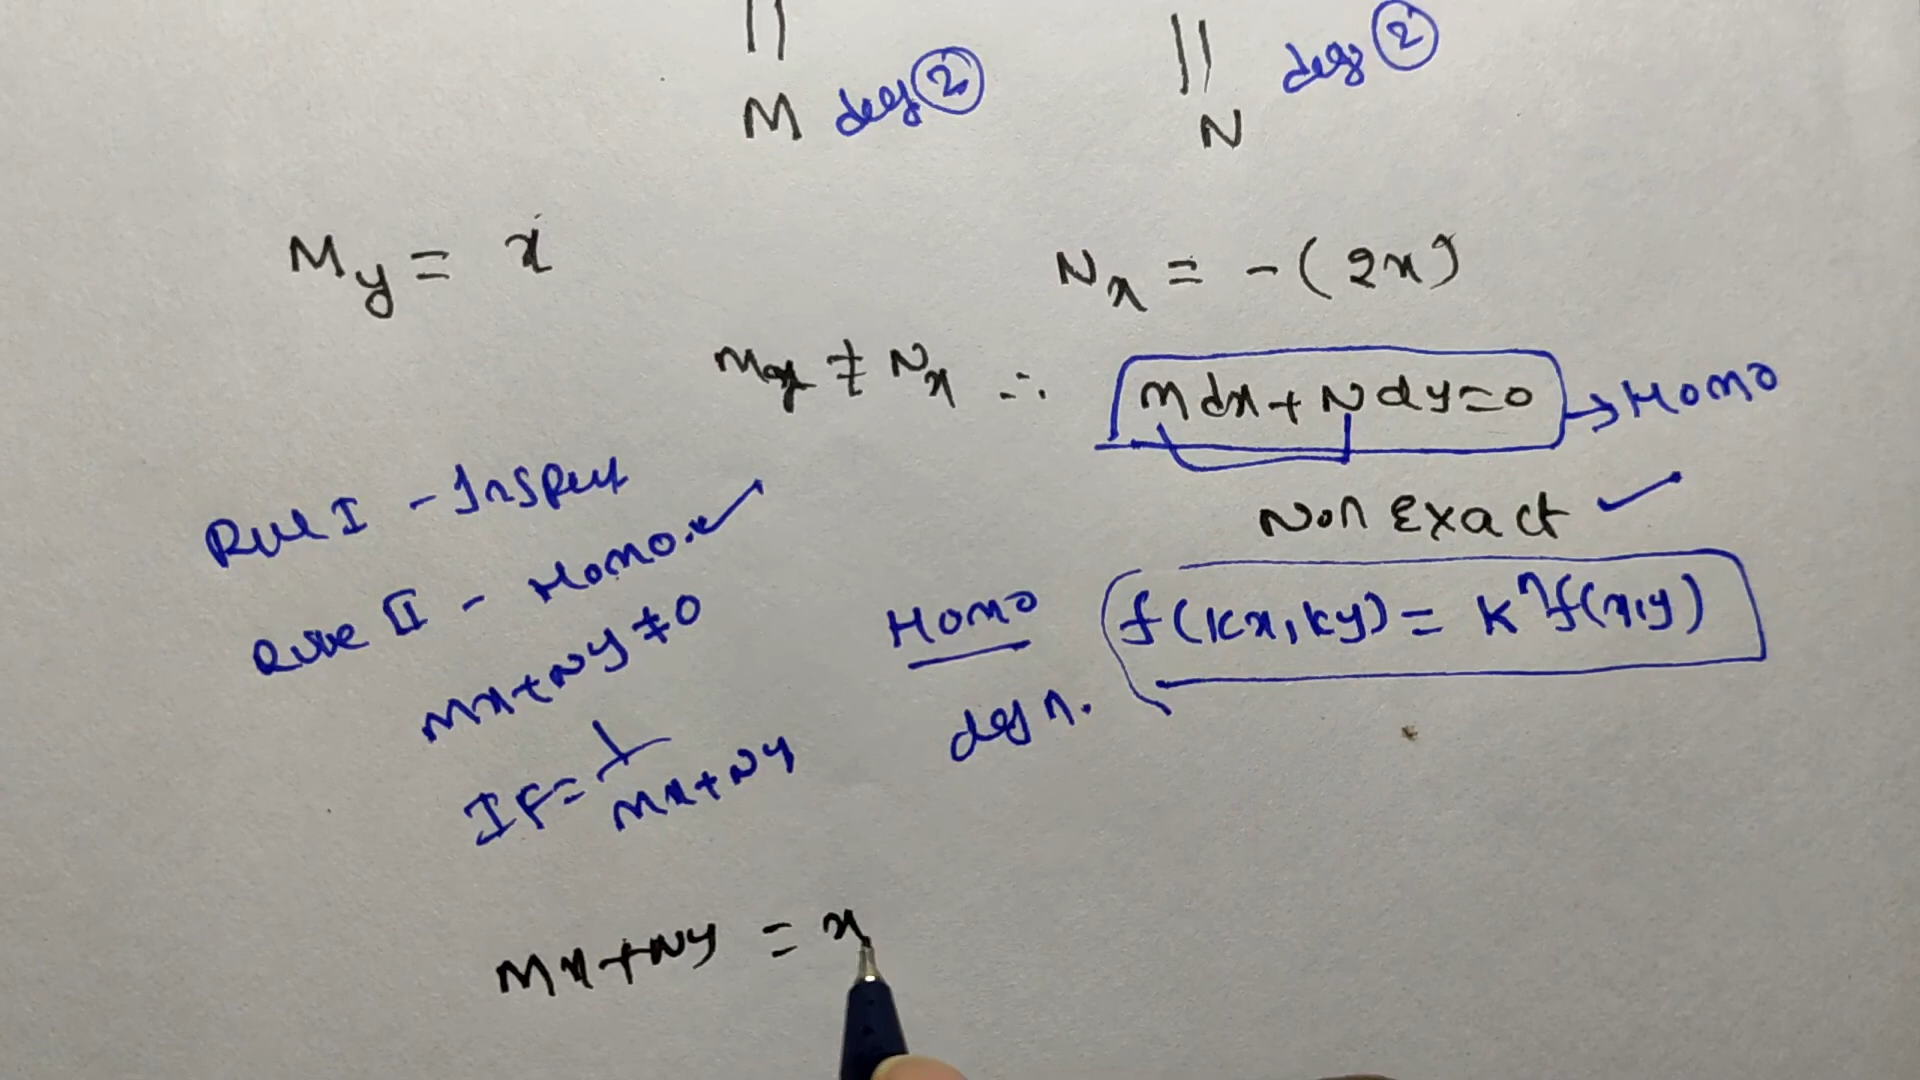 || ||
M deg ② N deg ②
My = x Nx = -(2x)
My ≠ Nx ∴ Mdx+Ndy=0 → Homo
Rule I - Inspect
Non Exact ✓
Rule II - Homo. ✓
Mx+Ny≠0
Homo f(kx,ky) = k^n f(x,y)
deg n.
IF = 1/Mx+Ny
Mx+Ny = x